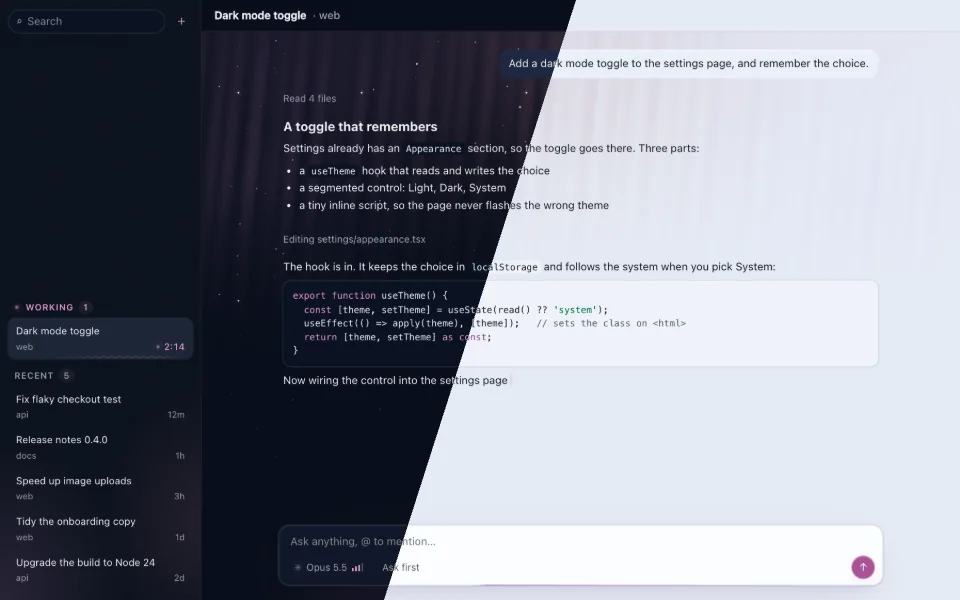 Search
+
Dark mode toggle · web
Add a dark mode toggle to the settings page, and remember the choice.
Read 4 files
A toggle that remembers
Settings already has an Appearance section, so the toggle goes there. Three parts:
• a useTheme hook that reads and writes the choice
• a segmented control: Light, Dark, System
• a tiny inline script, so the page never flashes the wrong theme
Editing settings/appearance.tsx
The hook is in. It keeps the choice in localStorage and follows the system when you pick System:
export function useTheme() {
const [theme, setTheme] = useState(read() ?? 'system');
useEffect(() => apply(theme), [theme]); // sets the class on <html>
return [theme, setTheme] as const;
}
Now wiring the control into the settings page
WORKING 1
Dark mode toggle
web 2:14
RECENT 5
Fix flaky checkout test
api 12m
Release notes 0.4.0
docs 1h
Speed up image uploads
web 3h
Tidy the onboarding copy
web 1d
Upgrade the build to Node 24
api 2d
Ask anything, @ to mention...
Opus 5.5 Ask first